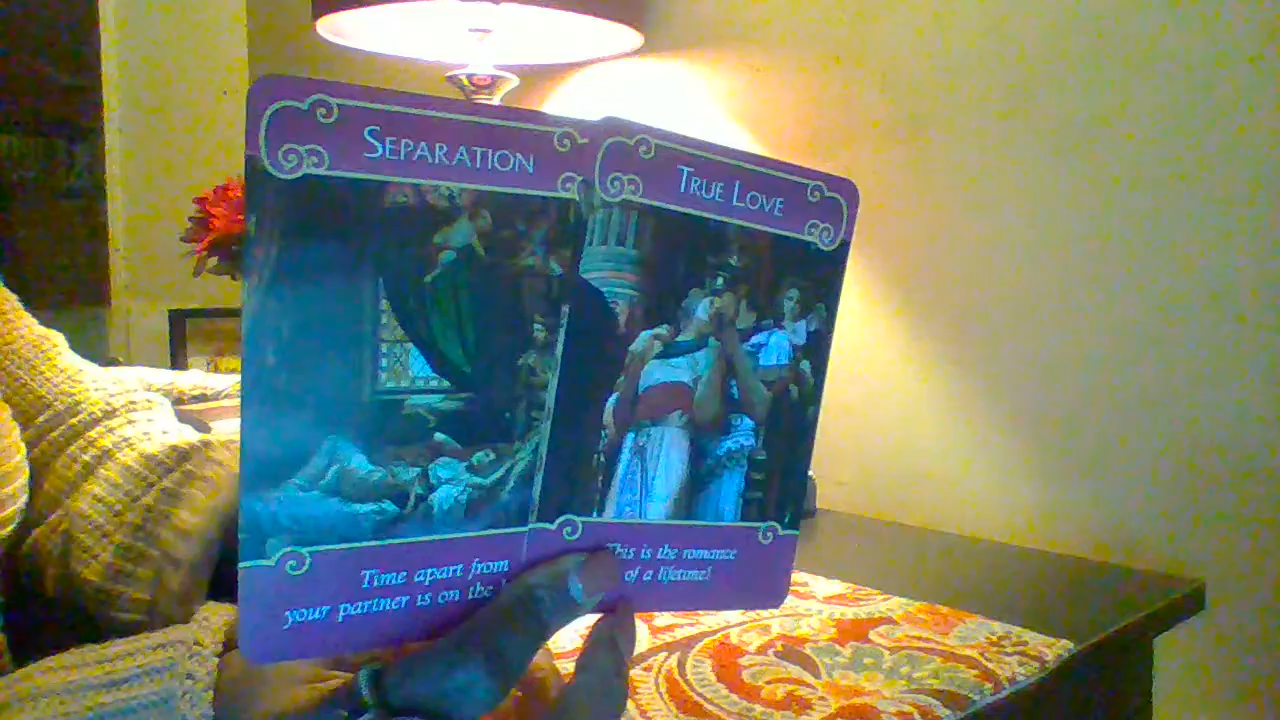 SEPARATION
Time apart from
your partner is on the
TRUE LOVE
This is the romance
of a lifetime!